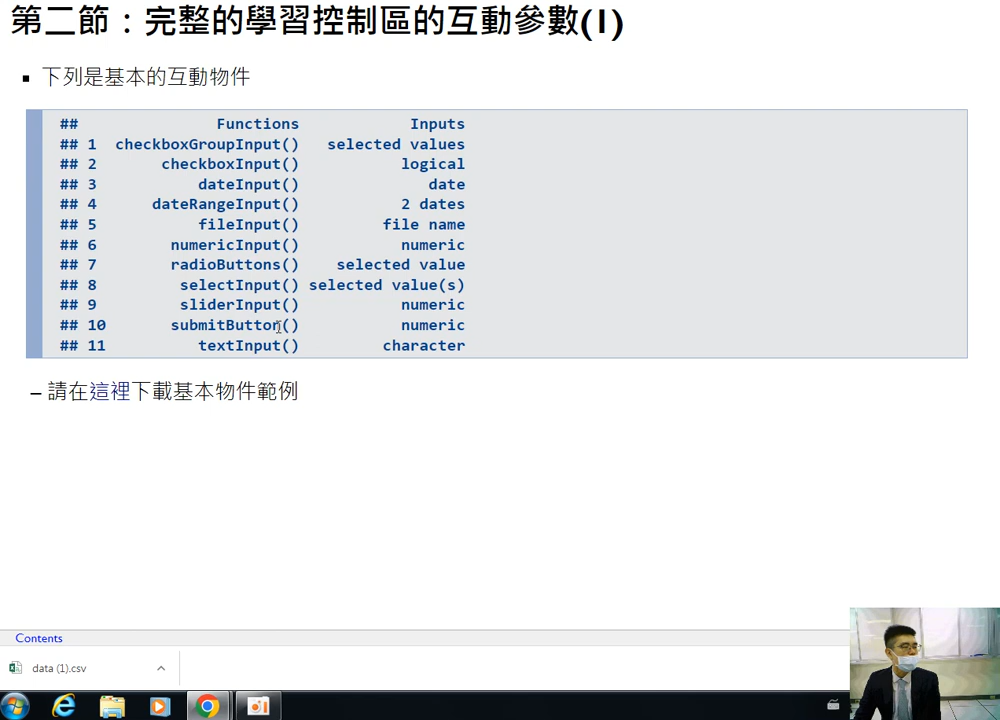 第二節：完整的學習控制區的互動參數(1)
下列是基本的互動物件
## Functions Inputs
## 1 checkboxGroupInput() selected values
## 2 checkboxInput() logical
## 3 dateInput() date
## 4 dateRangeInput() 2 dates
## 5 fileInput() file name
## 6 numericInput() numeric
## 7 radioButtons() selected value
## 8 selectInput() selected value(s)
## 9 sliderInput() numeric
## 10 submitButton() numeric
## 11 textInput() character
– 請在這裡下載基本物件範例
Contents
data (1).csv